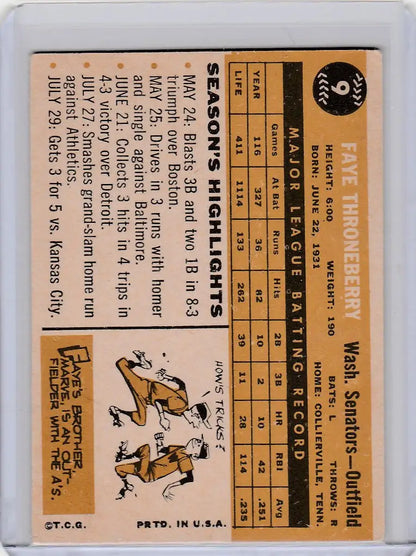 9
FAYE THRONEBERRY
Wash. Senators—Outfield
HEIGHT: 6:00 WEIGHT: 190 BATS: L THROWS: R
BORN: JUNE 22, 1931 HOME: COLLIERVILLE, TENN.
MAJOR LEAGUE BATTING RECORD
Games At Bat Runs Hits 2B 3B HR RBI Avg
YEAR 116 327 36 82 10 2 10 42 .251
LIFE 411 1114 133 262 39 11 28 114 .235
SEASON'S HIGHLIGHTS
• MAY 24: Blasts 3B and two 1B in 8-3
triumph over Boston.
• MAY 25: Drives in 3 runs with homer
and single against Baltimore.
• JUNE 21: Collects 3 hits in 4 trips in
4-3 victory over Detroit.
• JULY 27: Smashes grand-slam home run
against Athletics.
• JULY 29: Gets 3 for 5 vs. Kansas City.
HOW'S TRICKS?
FAYE'S BROTHER
MARV, IS AN OUT-
FIELDER WITH THE A'S.
©T.C.G. PRTD. IN U.S.A.